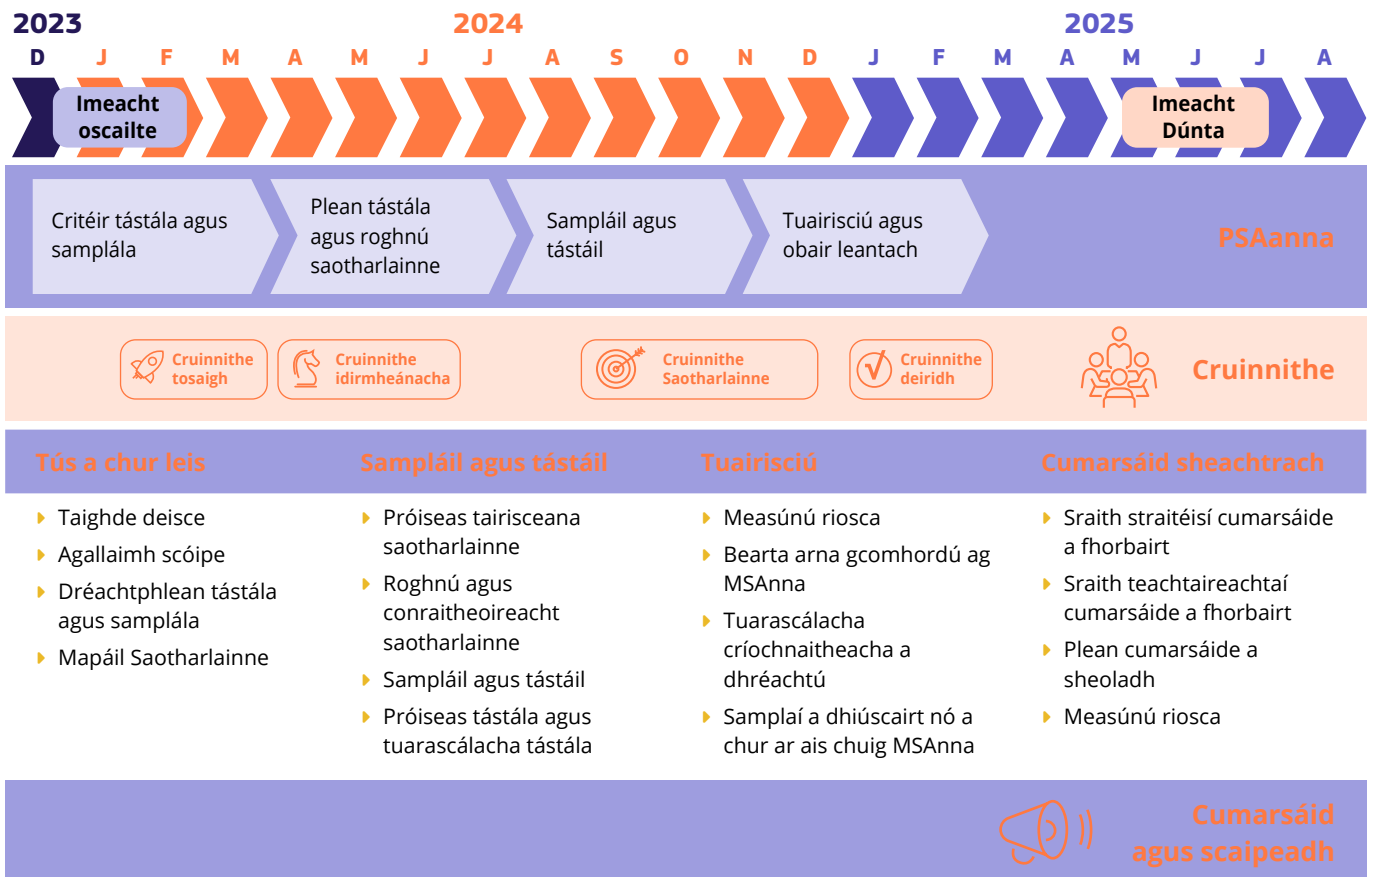 2023
2024
2025
D J F M A M J J A S O N D J F M A M J J A
Imeacht
oscailte
Imeacht
Dúnta
Critéir tástála agus
samplála
Plean tástála
agus roghnú
saotharlainne
Sampláil agus
tástáil
Tuairisciú agus
obair leantach
PSAanna
Cruinnithe
tosaigh
Cruinnithe
idirmheánacha
Cruinnithe
Saotharlainne
Cruinnithe
deiridh
Cruinnithe
Tús a chur leis
Taighde deisce
Agallaimh scóipe
Dréachtphlean tástála
agus samplála
Mapáil Saotharlainne
Sampláil agus tástáil
Próiseas tairisceana
saotharlainne
Roghnú agus
conraitheoireacht
saotharlainne
Sampláil agus tástáil
Próiseas tástála agus
tuarascálacha tástála
Tuairisciú
Measúnú riosca
Bearta arna gcomhordú ag
MSAnna
Tuarascálacha
críochnaitheacha a
dhréachtú
Samplaí a dhiúscairt nó a
chur ar ais chuig MSAnna
Cumarsáid sheachtrach
Sraith straitéisí cumarsáide
a fhorbairt
Sraith teachtaireachtaí
cumarsáide a fhorbairt
Plean cumarsáide a
sheoladh
Measúnú riosca
Cumarsáid
agus scaipeadh